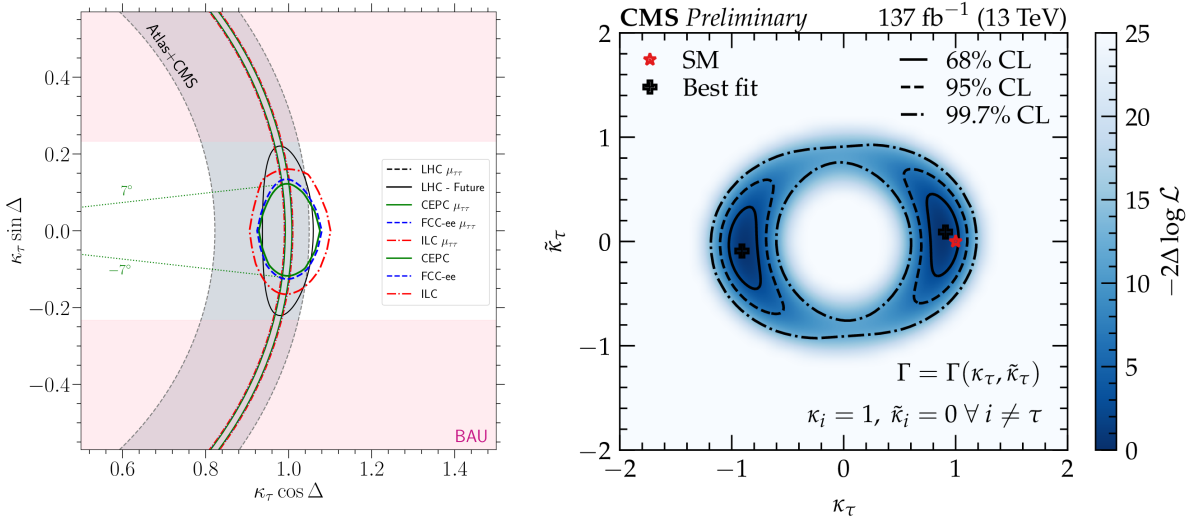 0.4
0.2
0.0
−0.2
−0.4
κτ sin Δ
Atlas+CMS
7°
−7°
LHC μττ
LHC - Future
CEPC μττ
FCC-ee μττ
ILC μττ
CEPC
FCC-ee
ILC
BAU
0.6 0.8 1.0 1.2 1.4
κτ cos Δ
CMS Preliminary 137 fb⁻¹ (13 TeV)
SM
Best fit
68% CL
95% CL
99.7% CL
2
1
0
−1
−2
κ̃τ
Γ = Γ(κτ, κ̃τ)
κi = 1, κ̃i = 0 ∀ i ≠ τ
−2 −1 0 1 2
κτ
25
20
15
10
5
0
−2Δ log ℒ